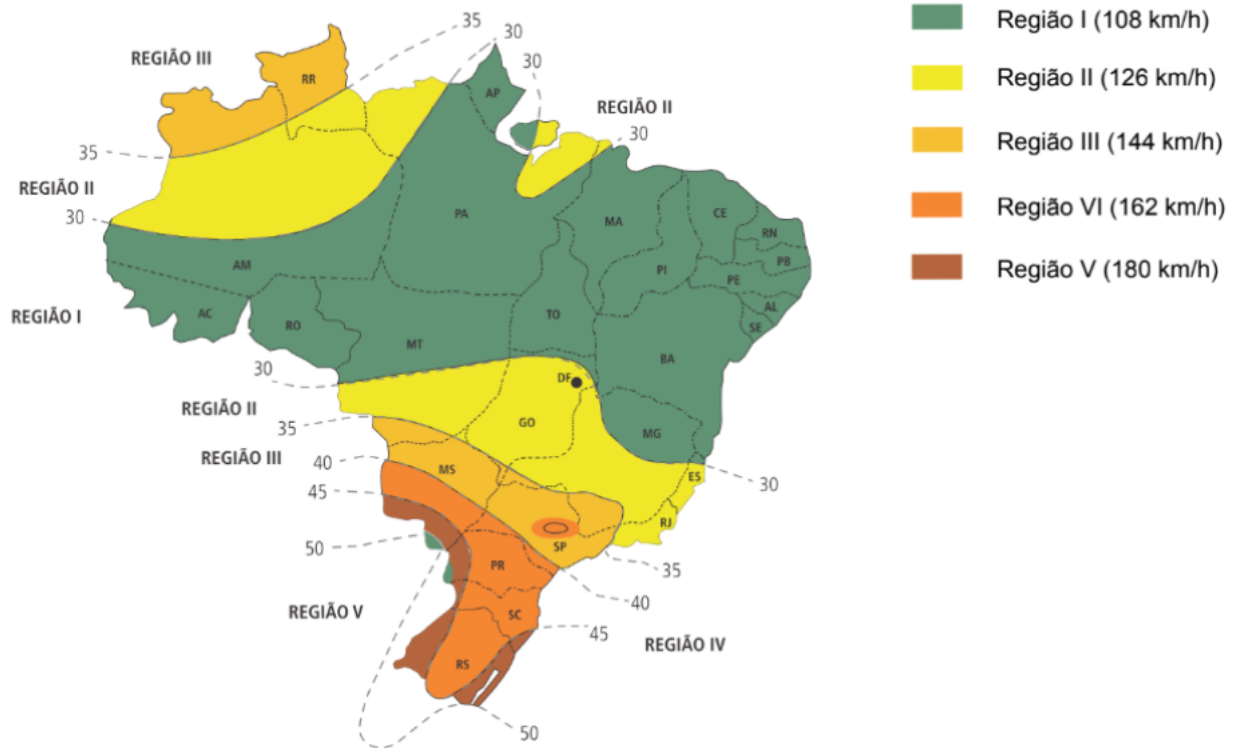 35
30
30
REGIÃO III
RR
AP
REGIÃO II
30
35
REGIÃO II
30
PA
MA
CE
RN
PB
PI
PE
AL
SE
AM
AC
RO
REGIÃO I
MT
TO
BA
30
DF
REGIÃO II
GO
MG
35
REGIÃO III
40
MS
ES
30
45
RJ
SP
50
PR
35
40
REGIÃO V
SC
45
REGIÃO IV
RS
50
Região I (108 km/h)
Região II (126 km/h)
Região III (144 km/h)
Região VI (162 km/h)
Região V (180 km/h)